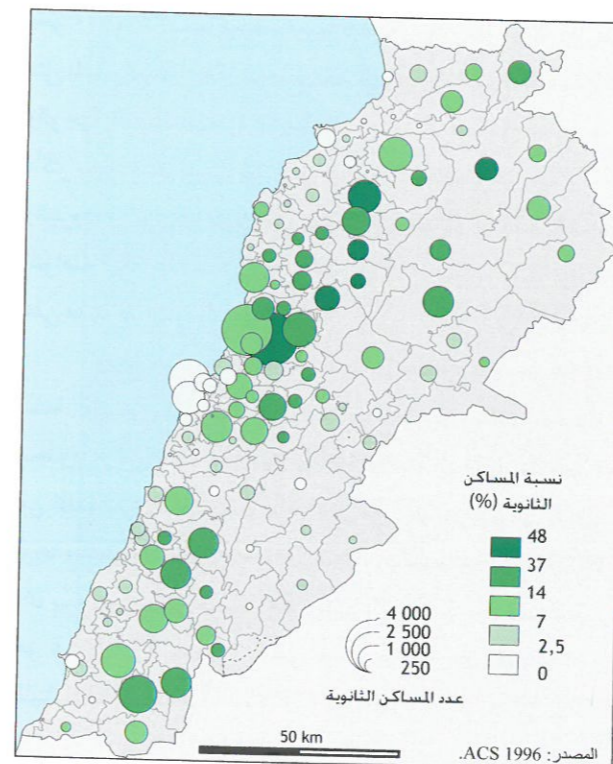 نسبة المساكن
الثانوية (%)
48
37
14
7
2,5
0
4 000
2 500
1 000
250
عدد المساكن الثانوية
50 km
المصدر: ACS 1996.